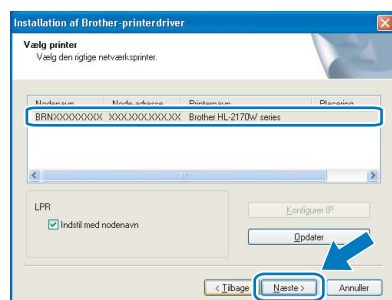 Installation af Brother-printerdriver
Vælg printer
Vælg den rigtige netværksprinter.
Nodenavn Node-adresse Printernavn Placering
BRNXXXXXXXX XXX.XXX.XXX.XX Brother HL-2170W series
LPR
Indstil med nodenavn
Konfigurer IP
Opdater
< Tilbage Næste > Annuller